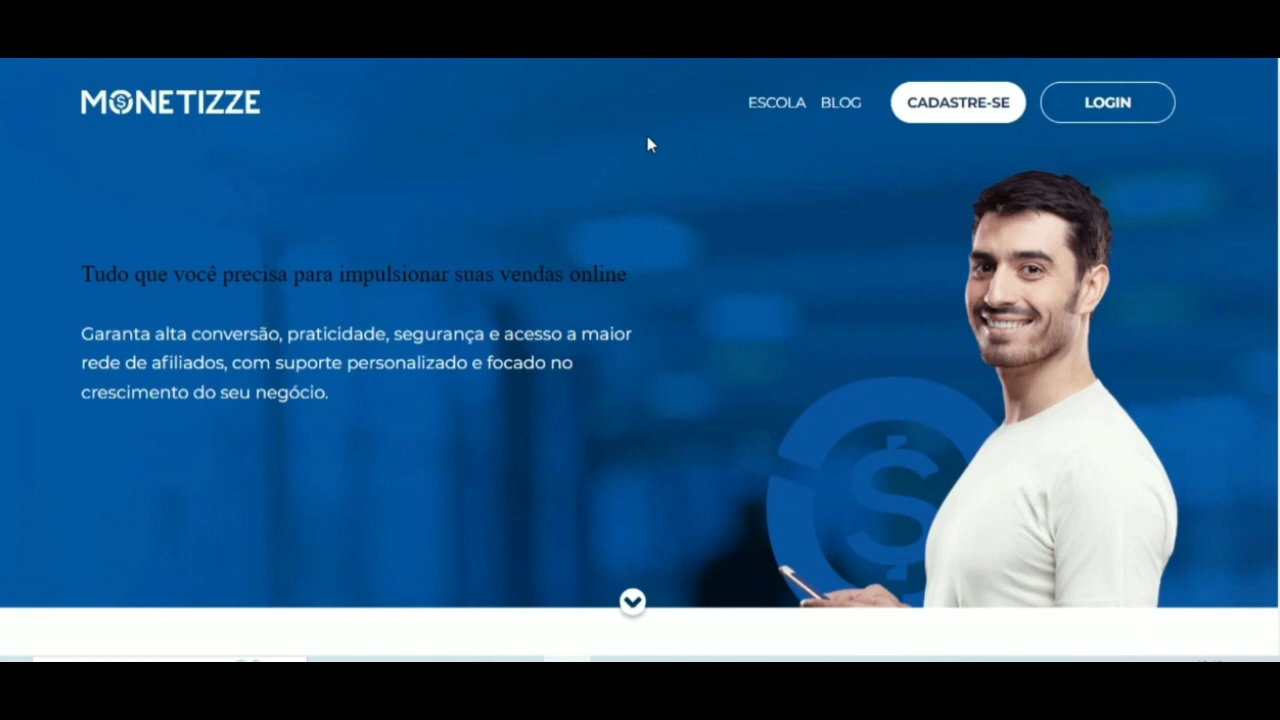 MONETIZZE
ESCOLA BLOG CADASTRE-SE LOGIN
Tudo que você precisa para impulsionar suas vendas online
Garanta alta conversão, praticidade, segurança e acesso a maior
rede de afiliados, com suporte personalizado e focado no
crescimento do seu negócio.
$